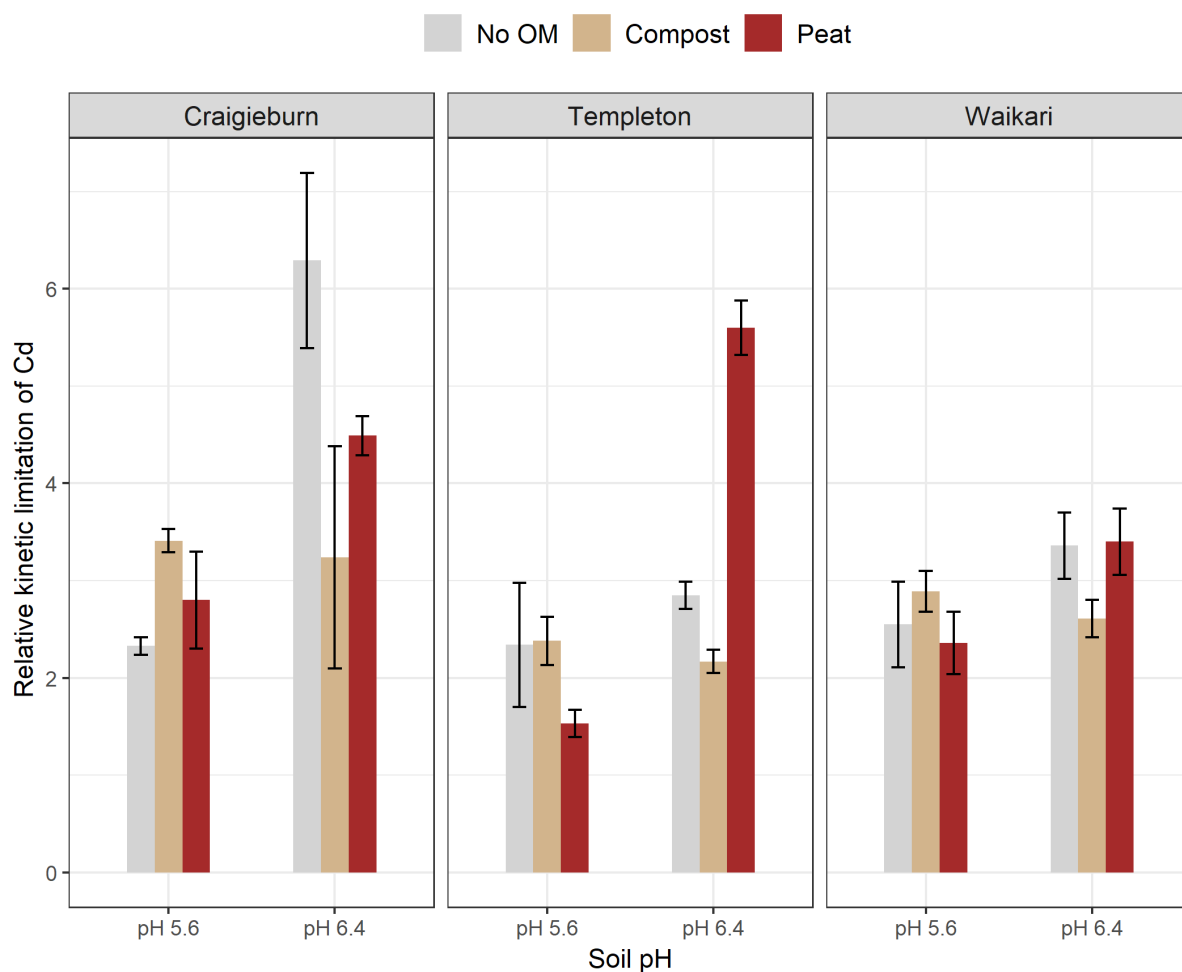 No OM Compost Peat
Craigieburn Templeton Waikari
Relative kinetic limitation of Cd
6
4
2
0
pH 5.6 pH 6.4 pH 5.6 pH 6.4 pH 5.6 pH 6.4
Soil pH